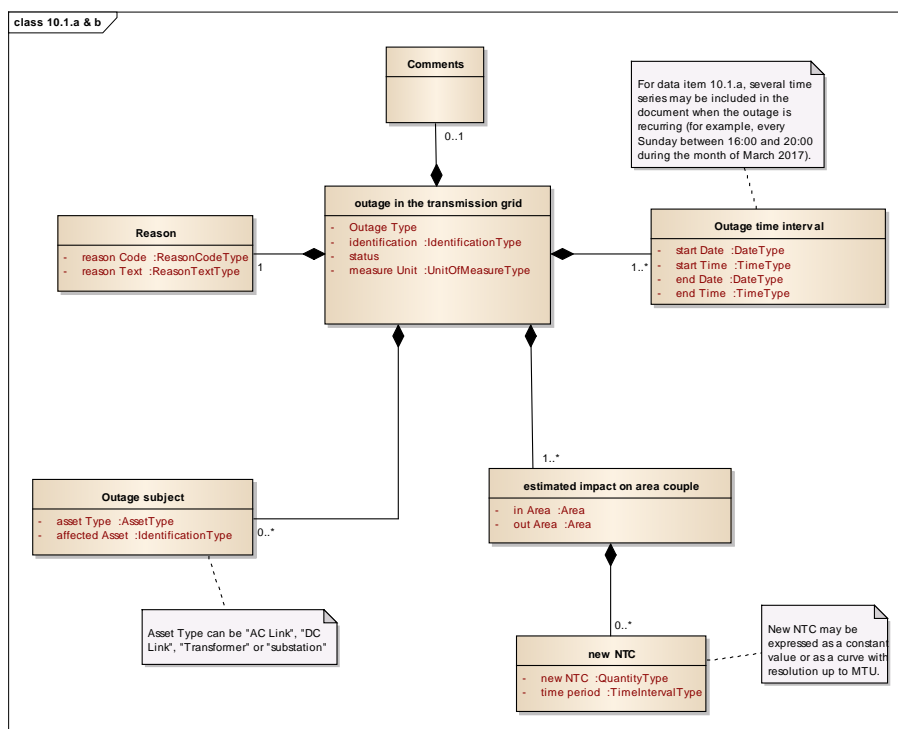 class 10.1.a & b
Comments
0..1
For data item 10.1.a, several time
series may be included in the
document when the outage is
recurring (for example, every
Sunday between 16:00 and 20:00
during the month of March 2017).
outage in the transmission grid
- Outage Type
- identification :IdentificationType
- status
- measure Unit :UnitOfMeasureType
Reason
- reason Code :ReasonCodeType
- reason Text :ReasonTextType
1
Outage time interval
- start Date :DateType
- start Time :TimeType
- end Date :DateType
- end Time :TimeType
1..*
Outage subject
- asset Type :AssetType
- affected Asset :IdentificationType
0..*
1..*
estimated impact on area couple
- in Area :Area
- out Area :Area
Asset Type can be "AC Link", "DC
Link", "Transformer" or "substation"
0..*
new NTC
- new NTC :QuantityType
- time period :TimeIntervalType
New NTC may be
expressed as a constant
value or as a curve with
resolution up to MTU.